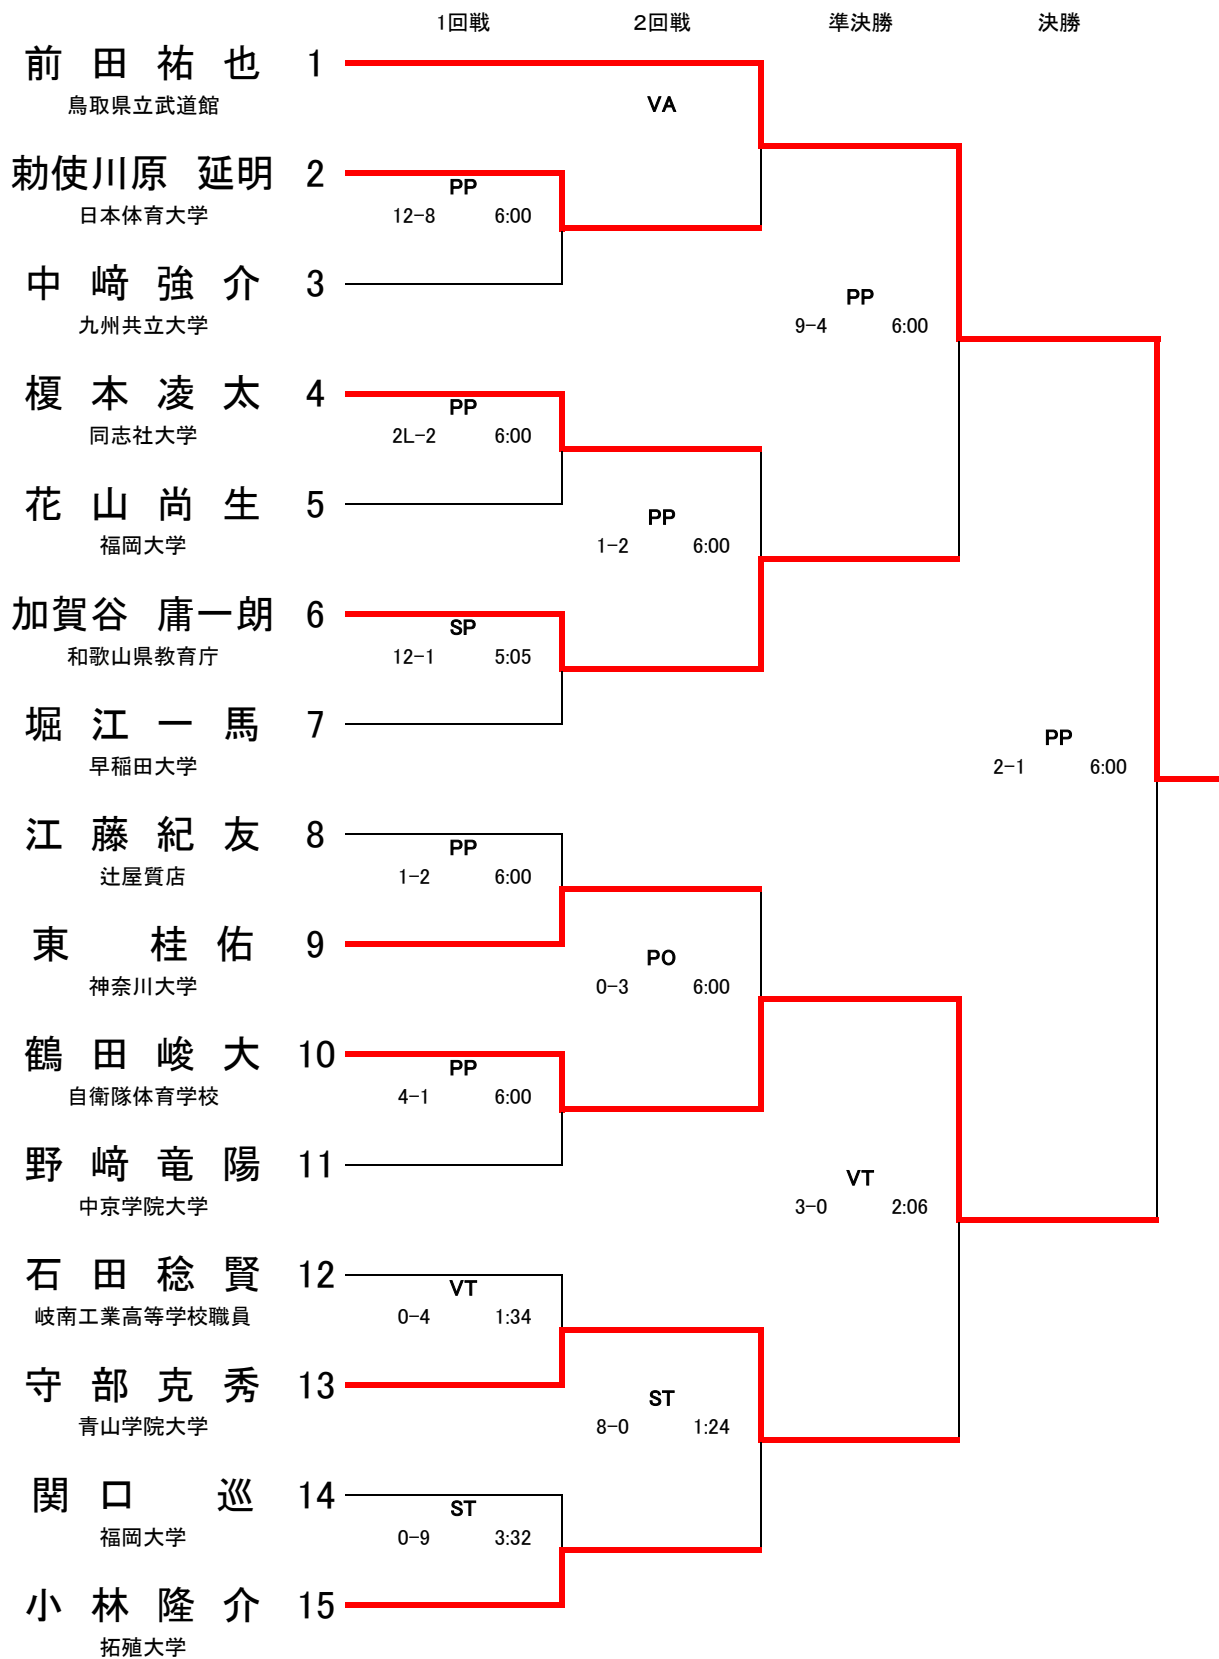 1回戦 2回戦 準決勝 決勝
前田祐也 1
鳥取県立武道館
VA
勅使川原 延明 2
日本体育大学
PP
12-8 6:00
中﨑強介 3
九州共立大学
PP
9-4 6:00
榎本凌太 4
同志社大学
PP
2L-2 6:00
花山尚生 5
福岡大学
PP
1-2 6:00
加賀谷 庸一朗 6
和歌山県教育庁
SP
12-1 5:05
堀江一馬 7
早稲田大学
PP
2-1 6:00
江藤紀友 8
辻屋質店
PP
1-2 6:00
東 桂佑 9
神奈川大学
PO
0-3 6:00
鶴田峻大 10
自衛隊体育学校
PP
4-1 6:00
野﨑竜陽 11
中京学院大学
VT
3-0 2:06
石田稔賢 12
岐南工業高等学校職員
VT
0-4 1:34
守部克秀 13
青山学院大学
ST
8-0 1:24
関口 巡 14
福岡大学
ST
0-9 3:32
小林隆介 15
拓殖大学